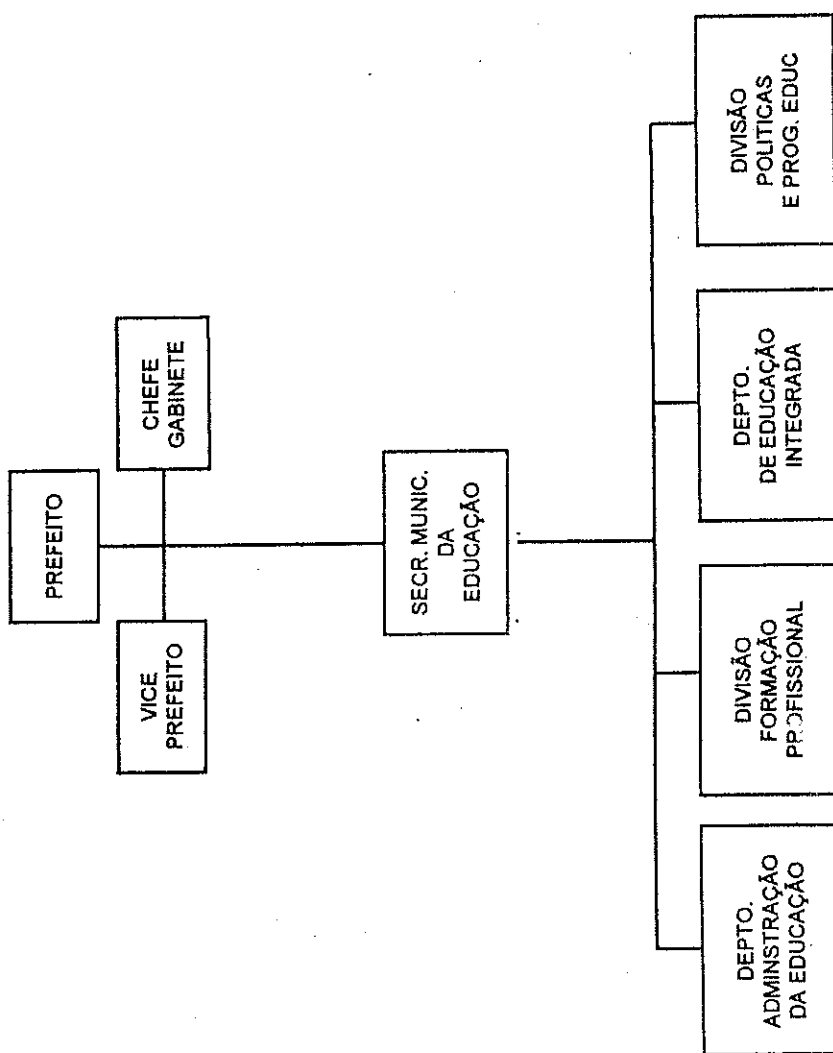 PREFEITO
VICE
PREFEITO
CHEFE
GABINETE
SECR. MUNIC.
DA
EDUCAÇÃO
DEPTO.
ADMINSTRAÇÃO
DA EDUCAÇÃO
DIVISÃO
FORMAÇÃO
PROFISSIONAL
DEPTO.
DE EDUCAÇÃO
INTEGRADA
DIVISÃO
POLITICAS
E PROG. EDUC